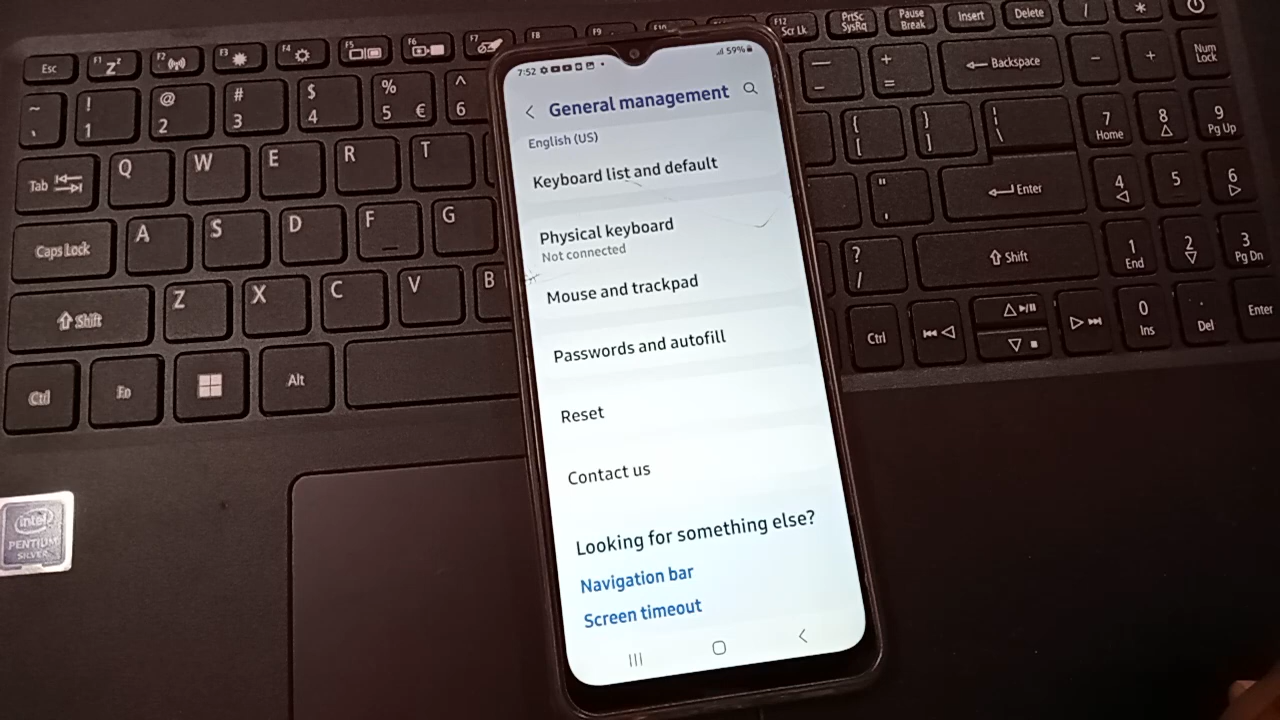 7:52
59%
General management
English (US)
Keyboard list and default
Physical keyboard
Not connected
Mouse and trackpad
Passwords and autofill
Reset
Contact us
Looking for something else?
Navigation bar
Screen timeout
Esc F1 F2 F3 F4 F5 F6 F7 F8 F9 F10 F12 Scr Lk PrtSc SysRq Pause Break Insert Delete / *
~ ` ! 1 @ 2 # 3 $ 4 % 5 € ^ 6 — _ + = Backspace - + Num Lock
Tab Q W E R T { [ } ] ¦ \ 7 Home 8 9 Pg Up
Caps Lock A S D F G " ' Enter 4 5 6
Shift Z X C V B ? / Shift 1 End 2 3 Pg Dn
Ctrl Fn Alt Ctrl 0 Ins . Del Enter
intel
PENTIUM
SILVER